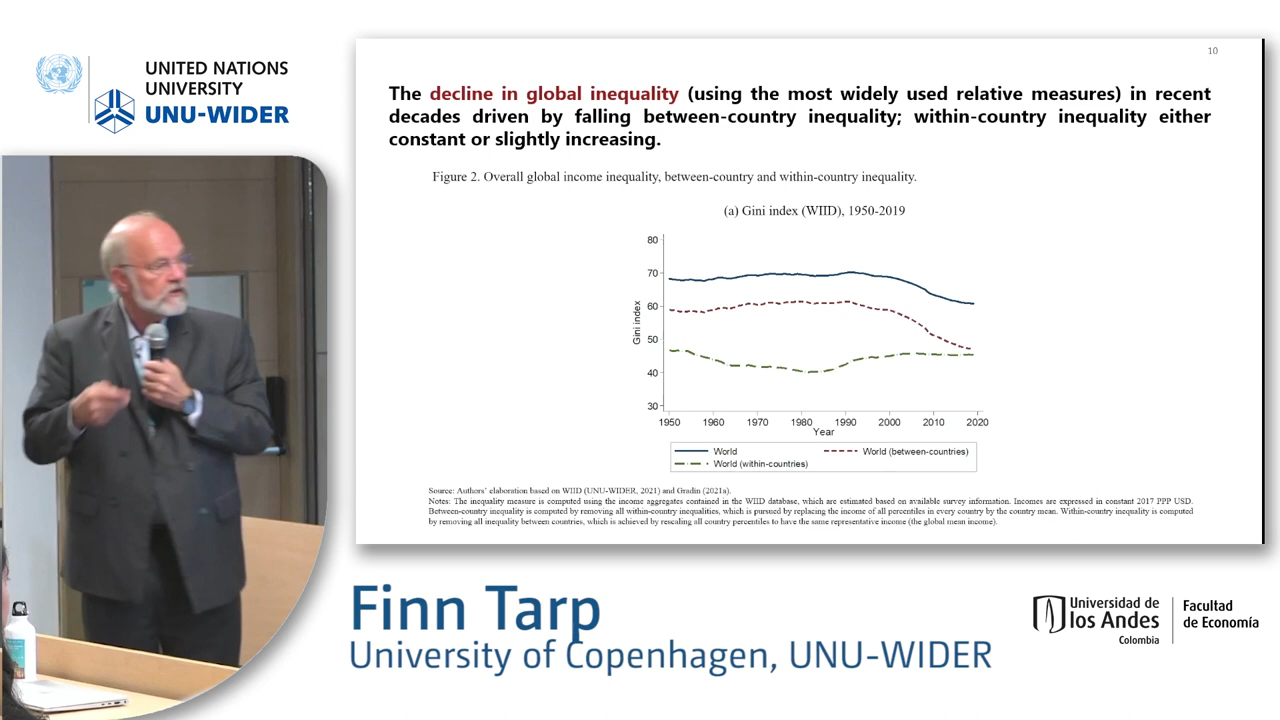 UNITED NATIONS
UNIVERSITY
UNU-WIDER
10
The decline in global inequality (using the most widely used relative measures) in recent
decades driven by falling between-country inequality; within-country inequality either
constant or slightly increasing.
Figure 2. Overall global income inequality, between-country and within-country inequality.
(a) Gini index (WIID), 1950-2019
80
70
60
50
40
30
Gini index
1950 1960 1970 1980 1990 2000 2010 2020
Year
World
World (between-countries)
World (within-countries)
Source: Authors' elaboration based on WIID (UNU-WIDER, 2021) and Gradín (2021a).
Notes: The inequality measure is computed using the income aggregates contained in the WIID database, which are estimated based on available survey information. Incomes are expressed in constant 2017 PPP USD.
Between-country inequality is computed by removing all within-country inequalities, which is pursued by replacing the income of all percentiles in every country by the country mean. Within-country inequality is computed
by removing all inequality between countries, which is achieved by rescaling all country percentiles to have the same representative income (the global mean income).
Finn Tarp
University of Copenhagen, UNU-WIDER
Universidad de
los Andes
Colombia
Facultad
de Economía